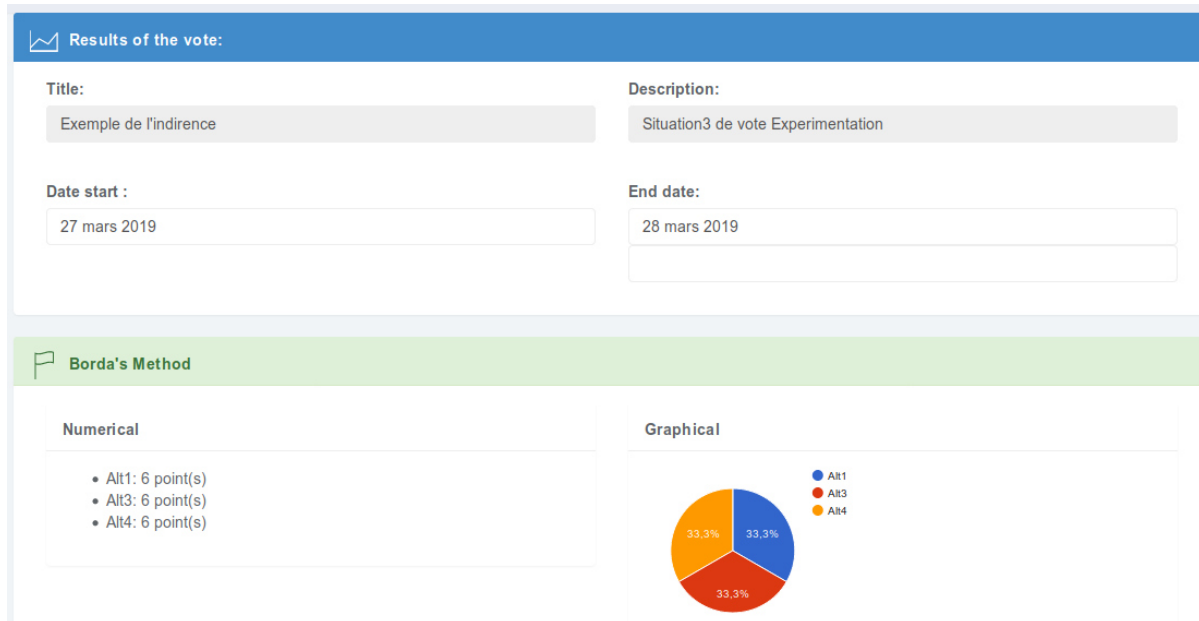 Results of the vote:
Title:
Exemple de l'indirence
Description:
Situation3 de vote Experimentation
Date start :
27 mars 2019
End date:
28 mars 2019
Borda's Method
Numerical
Alt1: 6 point(s)
Alt3: 6 point(s)
Alt4: 6 point(s)
Graphical
33,3%
33,3%
33,3%
Alt1
Alt3
Alt4